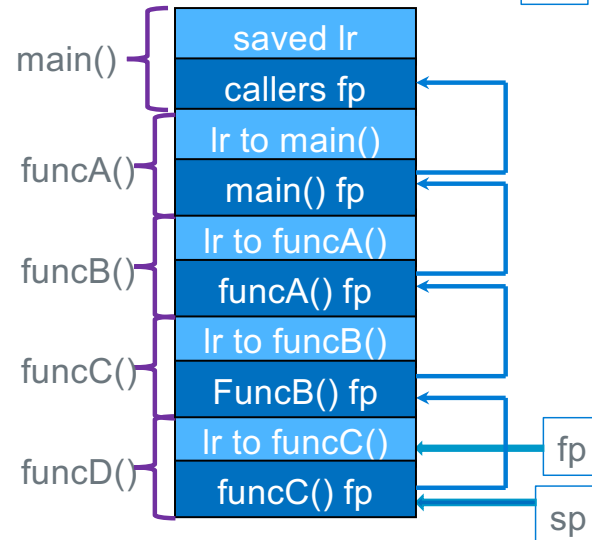 saved lr
main()
callers fp
lr to main()
funcA()
main() fp
lr to funcA()
funcB()
funcA() fp
lr to funcB()
funcC()
FuncB() fp
lr to funcC()
fp
funcD()
funcC() fp
sp